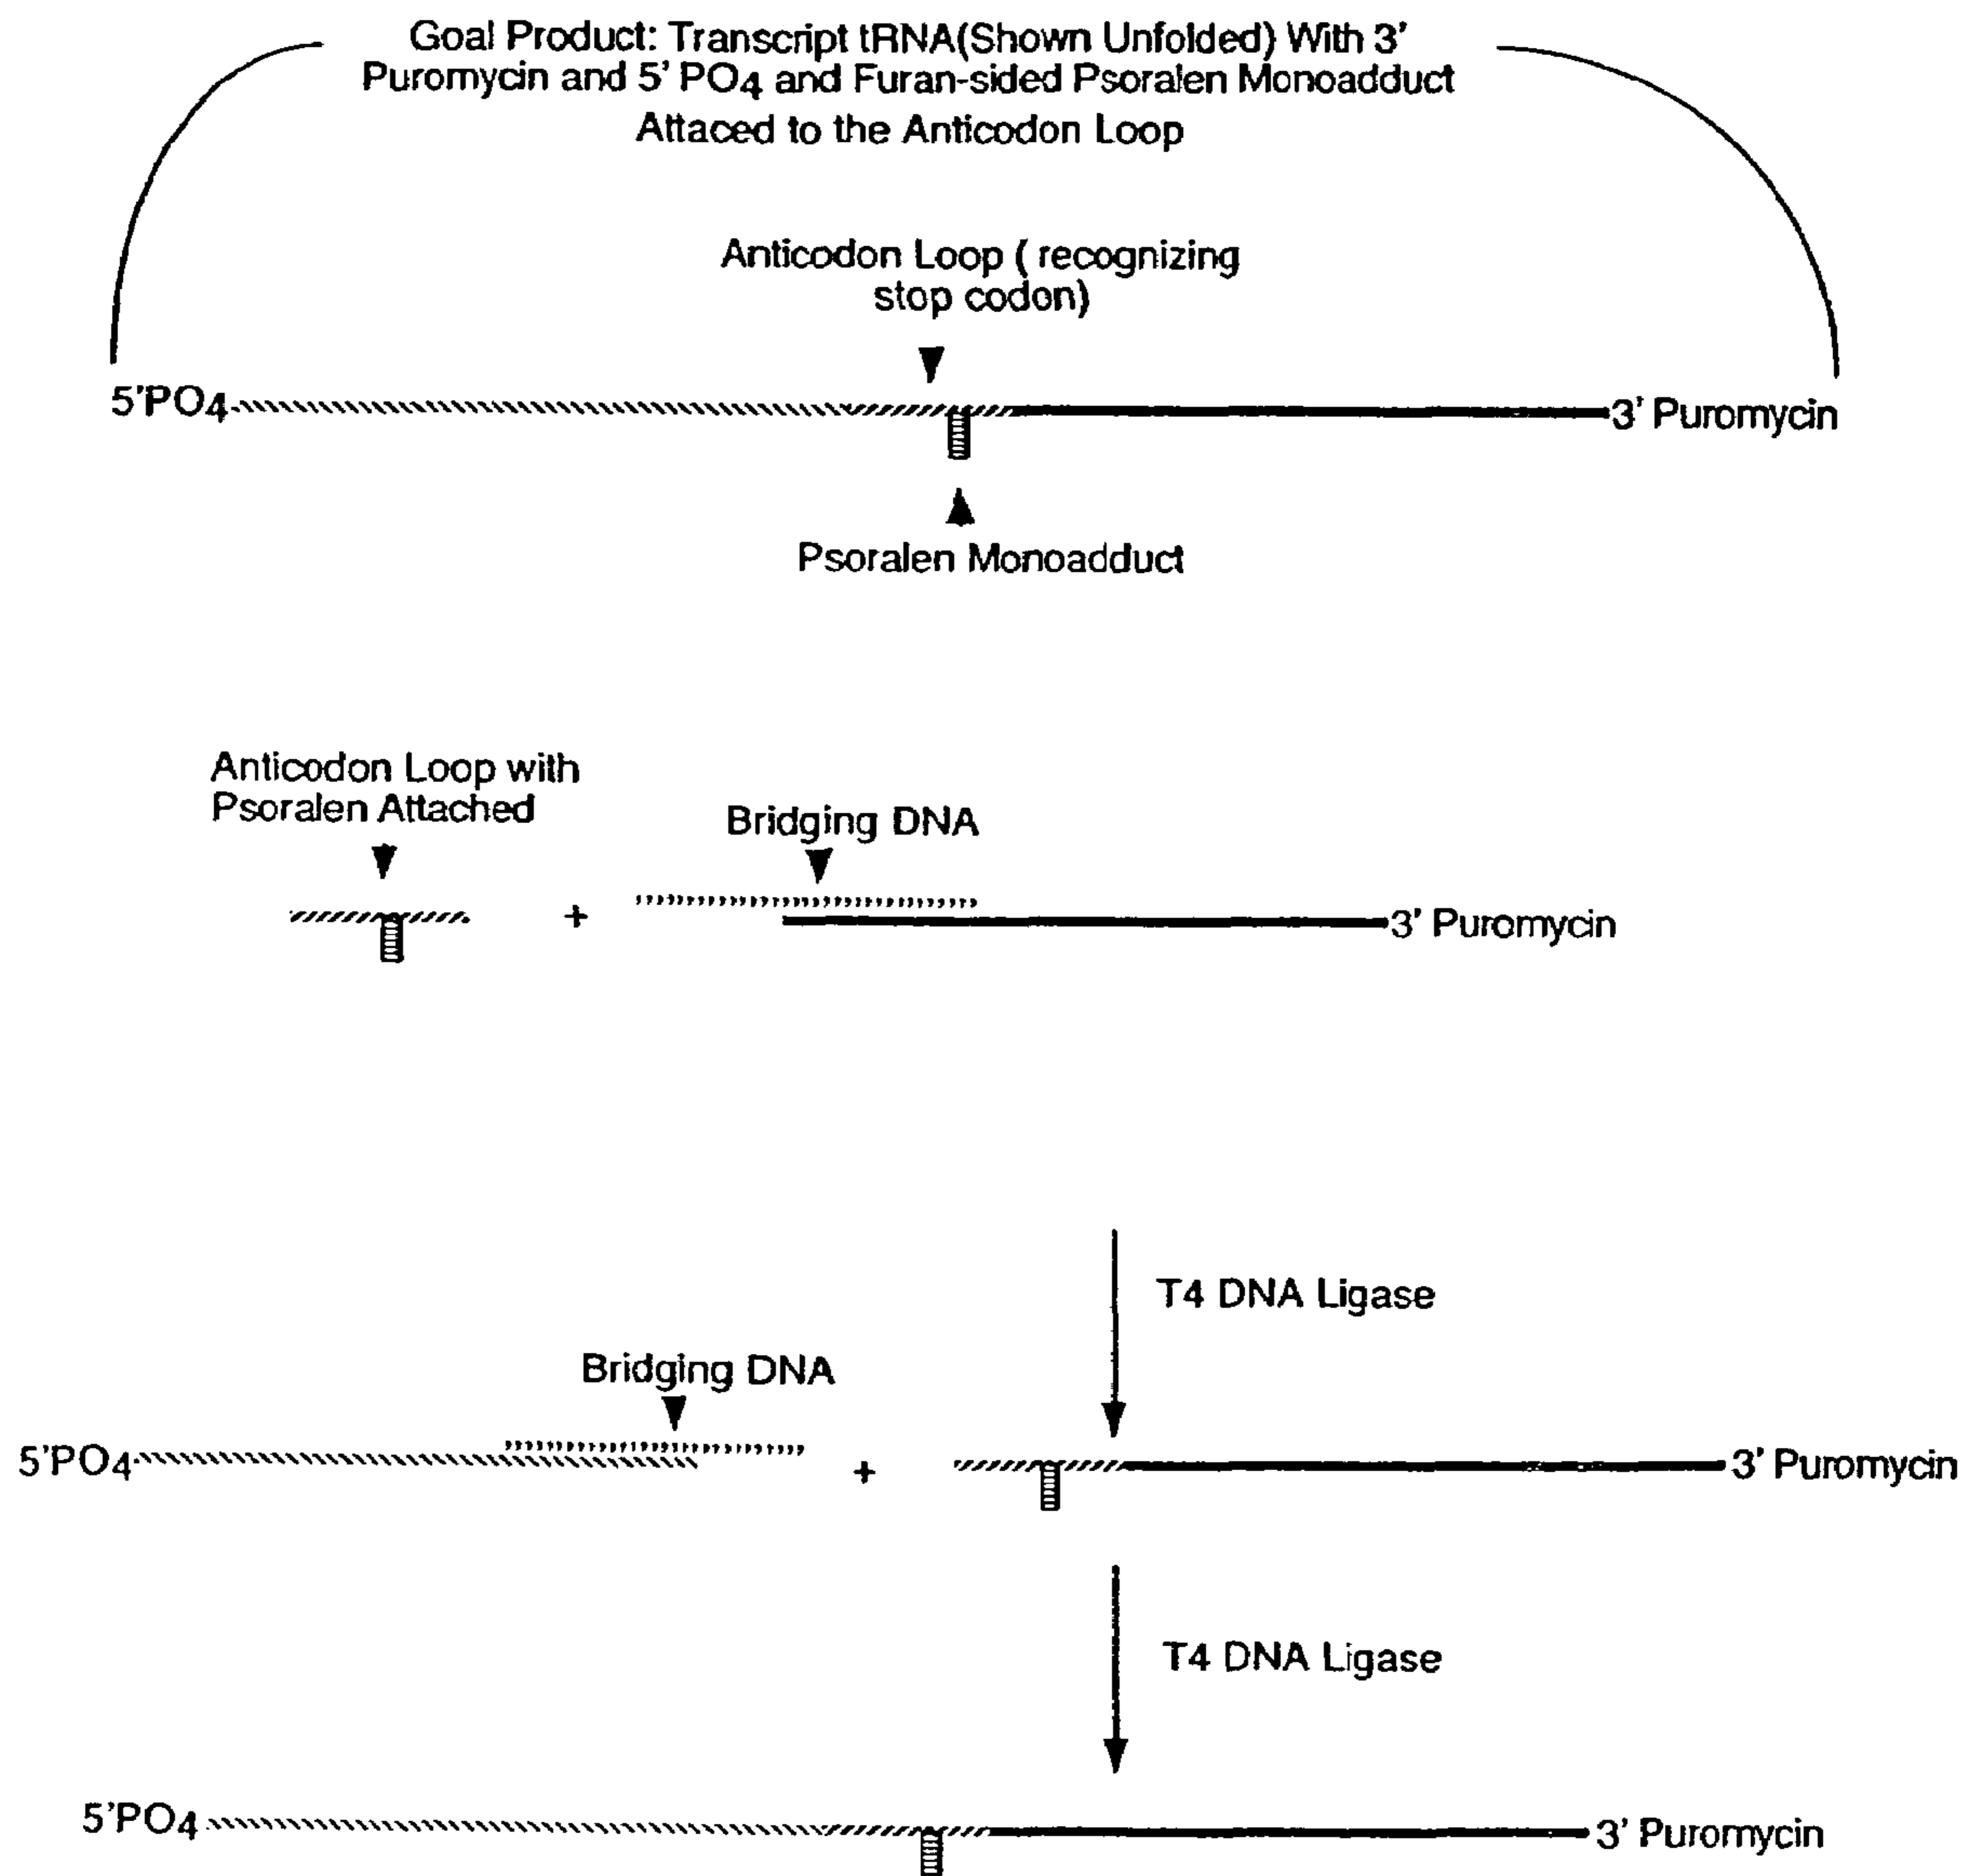 Goal Product: Transcript tRNA(Shown Unfolded) With 3'
Puromycin and 5' PO4 and Furan-sided Psoralen Monoadduct
Attaced to the Anticodon Loop
Anticodon Loop ( recognizing
stop codon)
5'PO4
3' Puromycin
Psoralen Monoadduct
Anticodon Loop with
Psoralen Attached
Bridging DNA
+
3' Puromycin
T4 DNA Ligase
Bridging DNA
5'PO4
+
3' Puromycin
T4 DNA Ligase
5'PO4
3' Puromycin